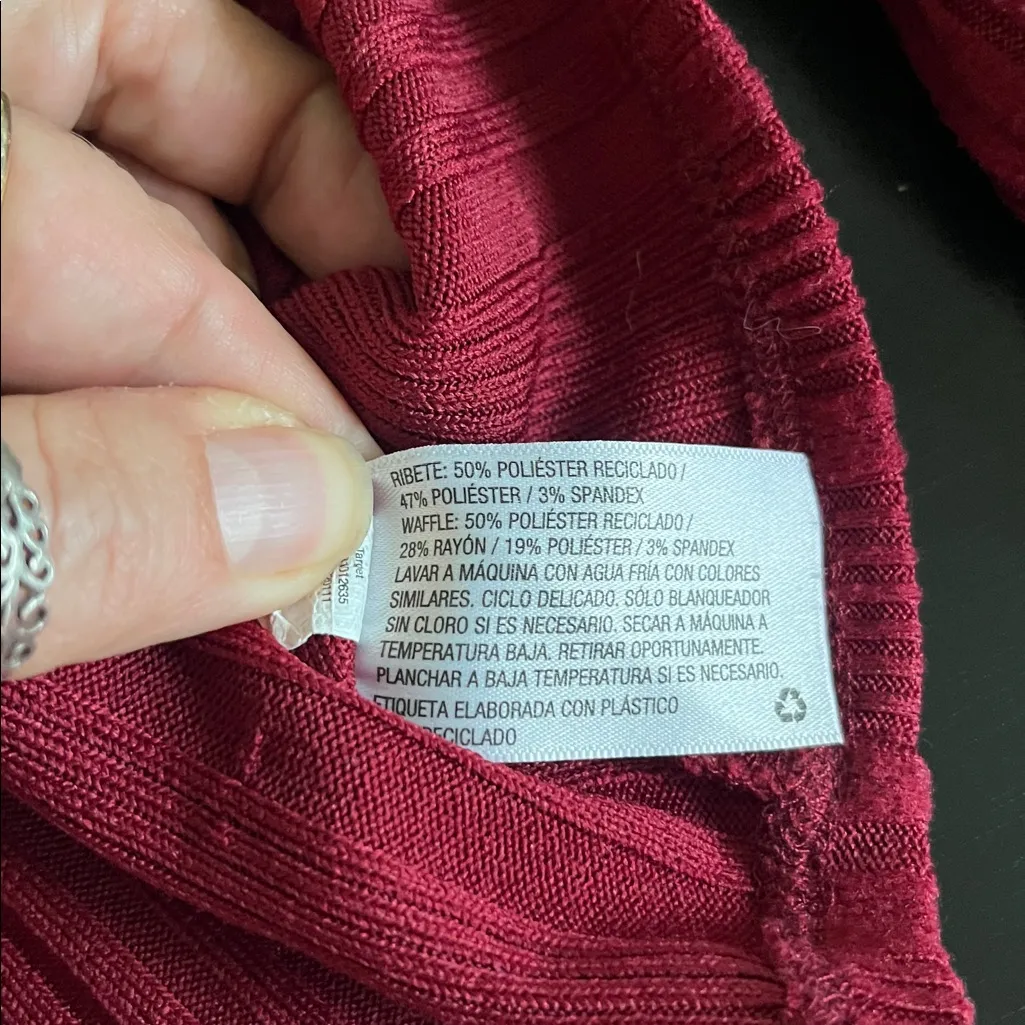 RIBETE: 50% POLIÉSTER RECICLADO /
47% POLIÉSTER / 3% SPANDEX
WAFFLE: 50% POLIÉSTER RECICLADO /
28% RAYÓN / 19% POLIÉSTER / 3% SPANDEX
LAVAR A MÁQUINA CON AGUA FRÍA CON COLORES
SIMILARES. CICLO DELICADO. SÓLO BLANQUEADOR
SIN CLORO SI ES NECESARIO. SECAR A MÁQUINA A
TEMPERATURA BAJA. RETIRAR OPORTUNAMENTE.
PLANCHAR A BAJA TEMPERATURA SI ES NECESARIO.
ETIQUETA ELABORADA CON PLÁSTICO
RECICLADO
Target